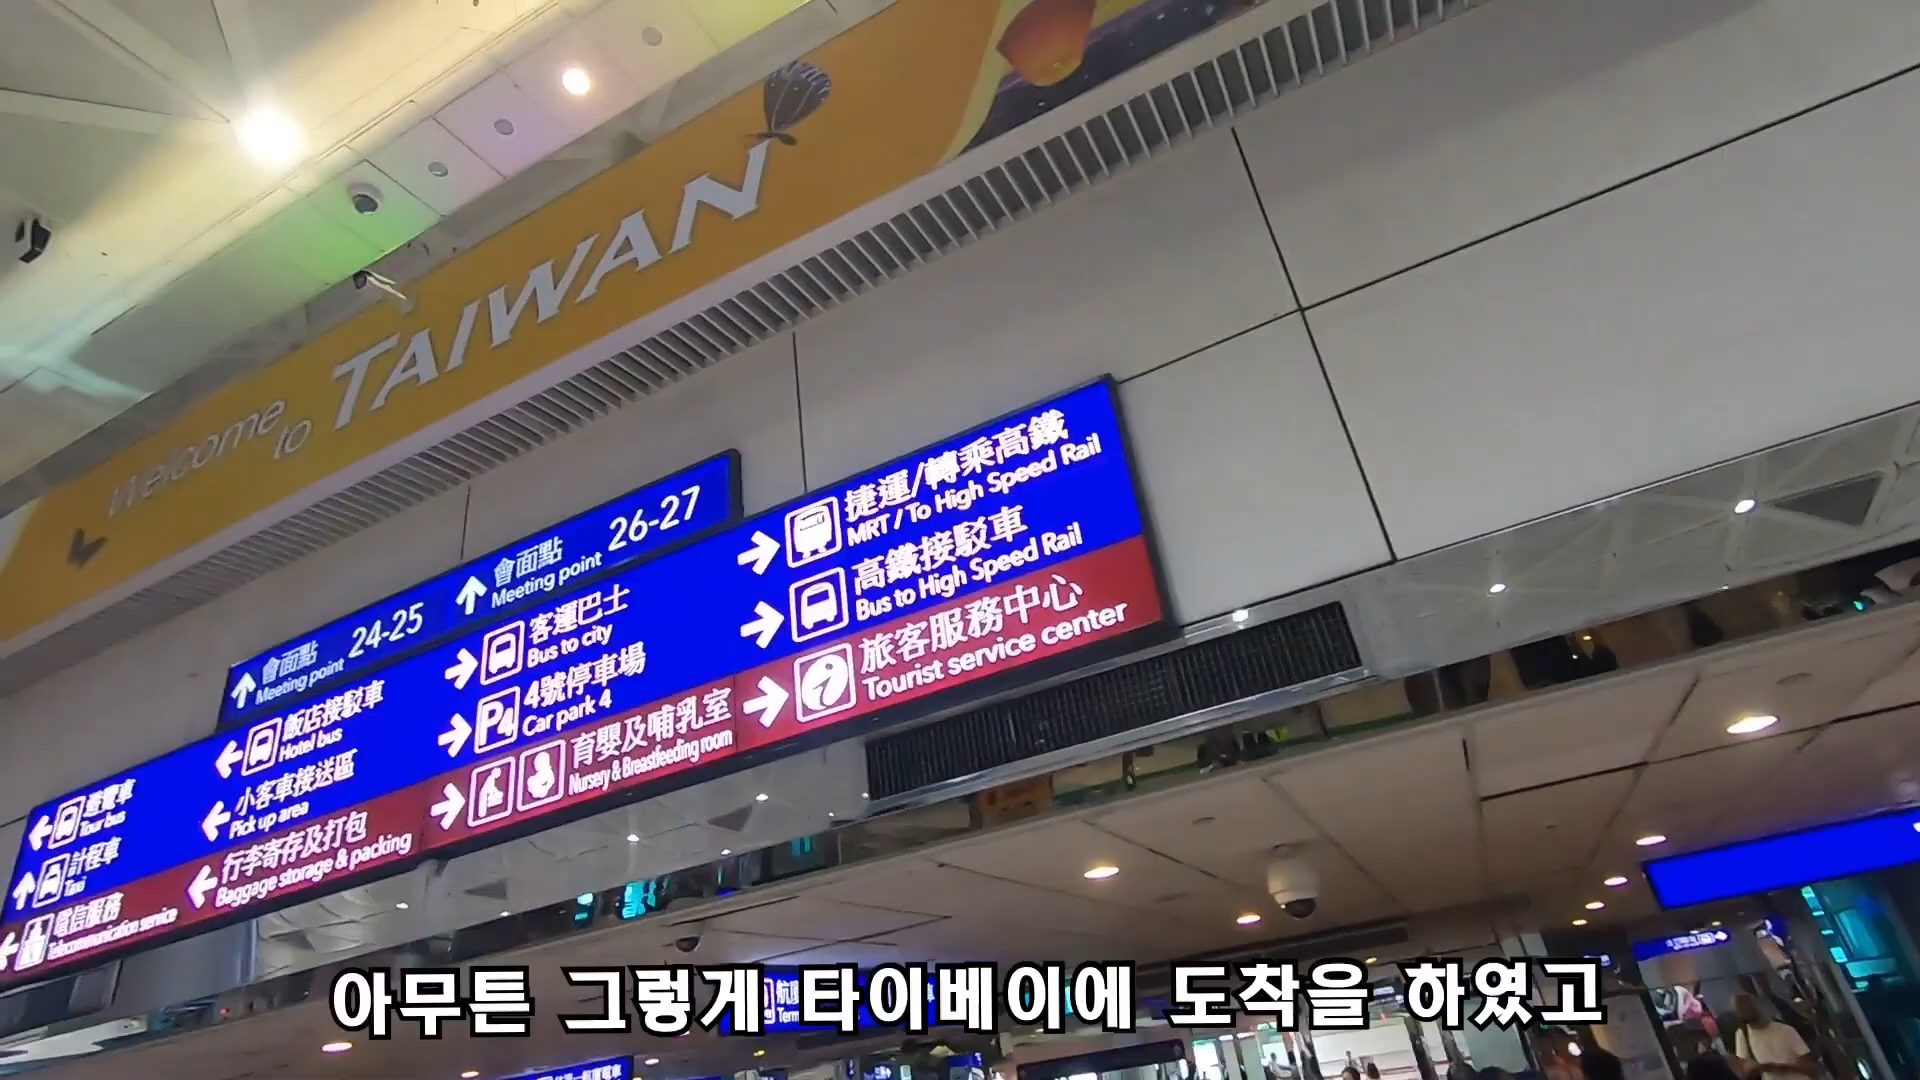 Welcome
to TAIWAN
會面點
Meeting point
24-25
會面點
Meeting point
26-27
遊覽車
Tour bus
計程車
Taxi
電信服務
Telecommunication service
飯店接駁車
Hotel bus
小客車接送區
Pick up area
行李寄存及打包
Baggage storage & packing
客運巴士
Bus to city
P4
4號停車場
Car park 4
育嬰及哺乳室
Nursery & Breastfeeding room
捷運/轉乘高鐵
MRT / To High Speed Rail
高鐵接駁車
Bus to High Speed Rail
旅客服務中心
Tourist service center
아무튼 그렇게 타이베이에 도착을 하였고